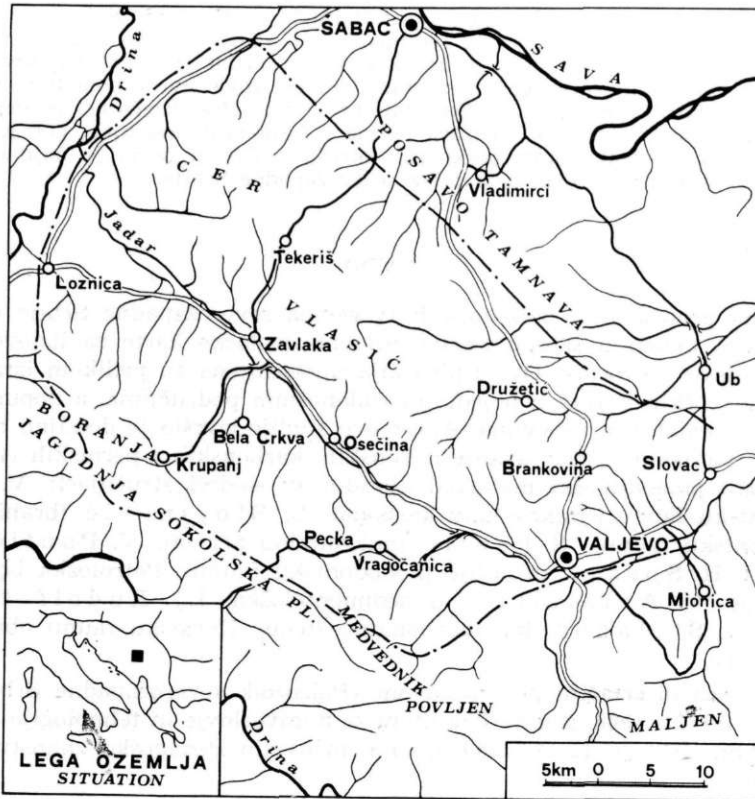 ŠABAC
Drina
SAVA
CER
POSAVO TAMNAVA
Vladimirci
Jadar
Tekeriš
Loznica
VLASIĆ
Zavlaka
Ub
Družetić
BORANJA
Bela Crkva
Osečina
JAGODNJA
Krupanj
Brankovina
Slovac
SOKOLSKA PL.
Pecka
VALJEVO
Vragočanica
Mionica
MEDVEDNIK
POVLJEN
MALJEN
Drina
LEGA OZEMLJA
SITUATION
5km 0 5 10